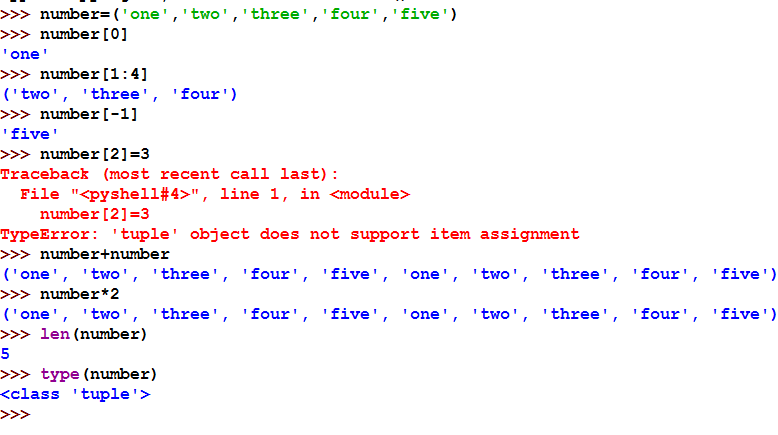 >>> number=('one','two','three','four','five')
>>> number[0]
'one'
>>> number[1:4]
('two', 'three', 'four')
>>> number[-1]
'five'
>>> number[2]=3
Traceback (most recent call last):
  File "<pyshell#4>", line 1, in <module>
    number[2]=3
TypeError: 'tuple' object does not support item assignment
>>> number+number
('one', 'two', 'three', 'four', 'five', 'one', 'two', 'three', 'four', 'five')
>>> number*2
('one', 'two', 'three', 'four', 'five', 'one', 'two', 'three', 'four', 'five')
>>> len(number)
5
>>> type(number)
<class 'tuple'>
>>>